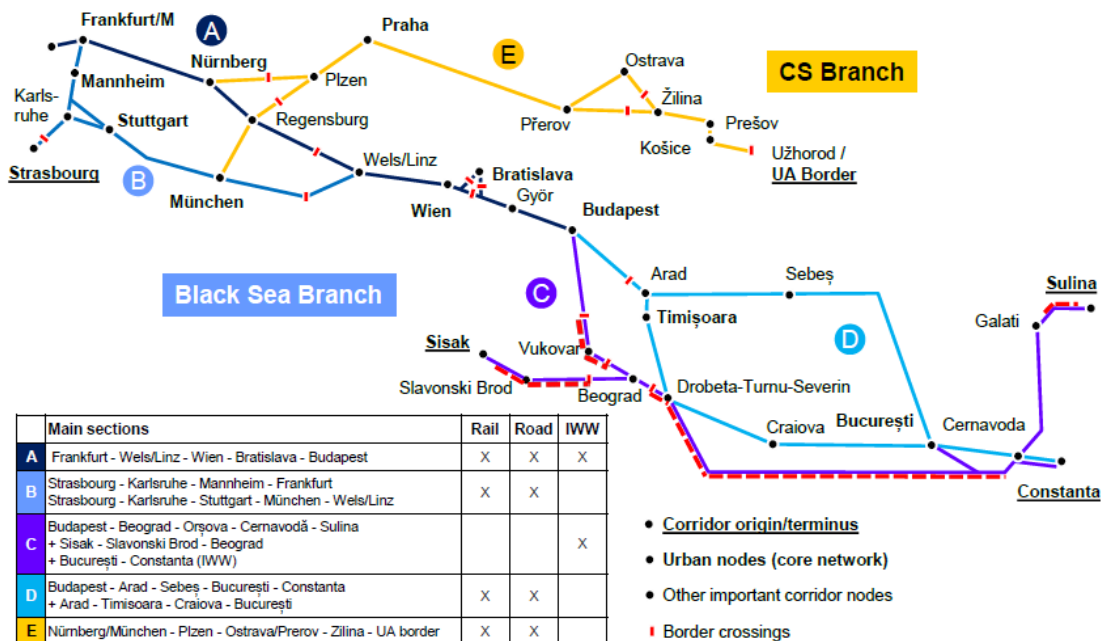 Frankfurt/M
A
Praha
Nürnberg
E
Ostrava
CS Branch
Mannheim
Plzen
Karls-
ruhe
Žilina
Stuttgart
Regensburg
Přerov
Prešov
Košice
Užhorod /
UA Border
Strasbourg
B
Wels/Linz
Bratislava
München
Wien
Györ
Budapest
Black Sea Branch
C
Arad
Sebeș
Sulina
Timișoara
Galati
Sisak
Vukovar
D
Slavonski Brod
Beograd
Drobeta-Turnu-Severin
Craiova
București
Cernavoda
Constanta
Main sections Rail Road IWW
A Frankfurt - Wels/Linz - Wien - Bratislava - Budapest X X X
B Strasbourg - Karlsruhe - Mannheim - Frankfurt
Strasbourg - Karlsruhe - Stuttgart - München - Wels/Linz X X
C Budapest - Beograd - Orșova - Cernavodă - Sulina
+ Sisak - Slavonski Brod - Beograd X
+ București - Constanta (IWW)
D Budapest - Arad - Sebeș - București - Constanta
+ Arad - Timisoara - Craiova - București X X
E Nürnberg/München - Plzen - Ostrava/Prerov - Zilina - UA border X X
Corridor origin/terminus
Urban nodes (core network)
Other important corridor nodes
Border crossings